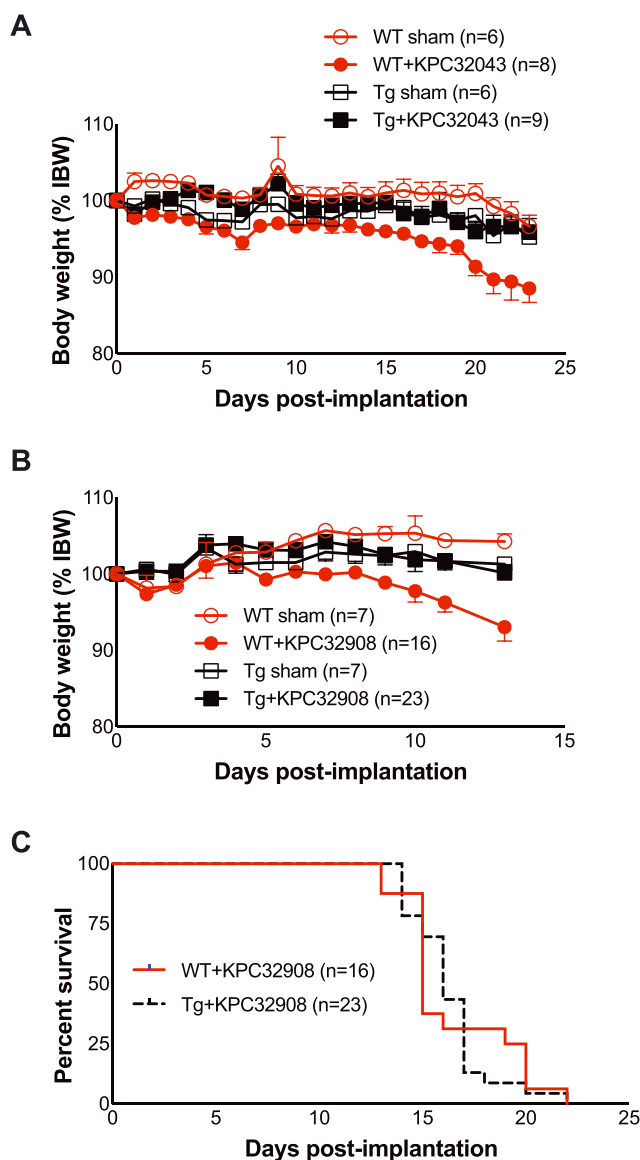 A
WT sham (n=6)
WT+KPC32043 (n=8)
Tg sham (n=6)
Tg+KPC32043 (n=9)
Body weight (% IBW)
110
100
90
80
0 5 10 15 20 25
Days post-implantation
B
Body weight (% IBW)
110
100
90
80
WT sham (n=7)
WT+KPC32908 (n=16)
Tg sham (n=7)
Tg+KPC32908 (n=23)
0 5 10 15
Days post-implantation
C
Percent survival
100
75
50
25
0
WT+KPC32908 (n=16)
Tg+KPC32908 (n=23)
0 5 10 15 20 25
Days post-implantation